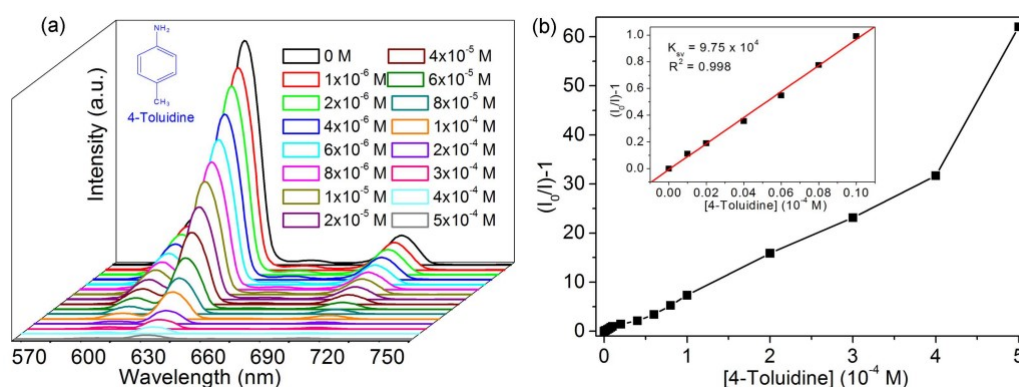 (a)
NH₂
CH₃
4-Toluidine
0 M
1x10⁻⁶ M
2x10⁻⁶ M
4x10⁻⁶ M
6x10⁻⁶ M
8x10⁻⁶ M
1x10⁻⁵ M
2x10⁻⁵ M
4x10⁻⁵ M
6x10⁻⁵ M
8x10⁻⁵ M
1x10⁻⁴ M
2x10⁻⁴ M
3x10⁻⁴ M
4x10⁻⁴ M
5x10⁻⁴ M
Intensity (a.u.)
570 600 630 660 690 720 750
Wavelength (nm)
(b)
60
50
40
30
20
10
0
(I₀/I)-1
0 1 2 3 4 5
[4-Toluidine] (10⁻⁴ M)
Kₛᵥ = 9.75 x 10⁴
R² = 0.998
1.0
0.8
0.6
0.4
0.2
0.0
(I₀/I)-1
0.00 0.02 0.04 0.06 0.08 0.10
[4-Toluidine] (10⁻⁴ M)